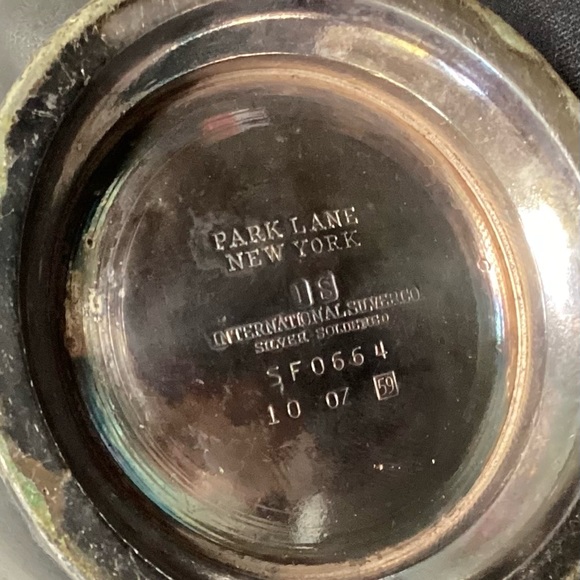 PARK LANE
NEW YORK
IS
INTERNATIONAL SILVER CO
SILVER SOLDERED
SF0664
10 OZ 59